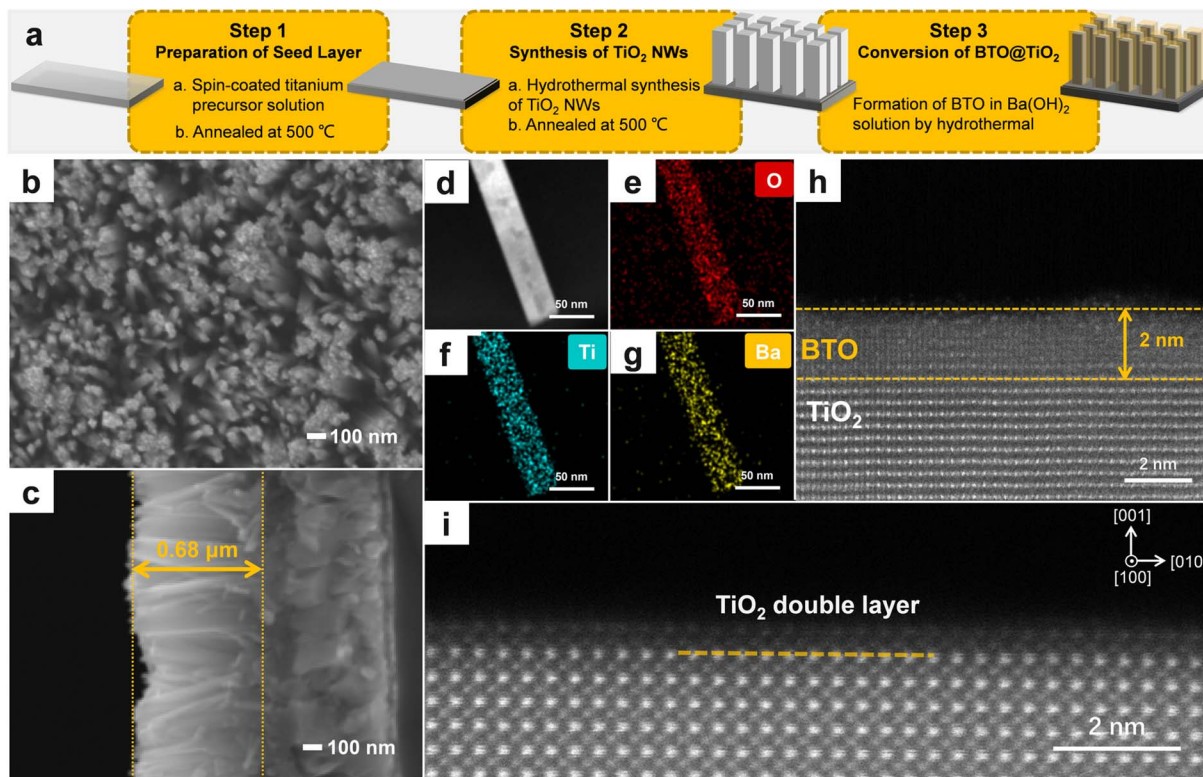 a
Step 1
Preparation of Seed Layer
a. Spin-coated titanium
precursor solution
b. Annealed at 500 ℃
Step 2
Synthesis of TiO₂ NWs
a. Hydrothermal synthesis
of TiO₂ NWs
b. Annealed at 500 ℃
Step 3
Conversion of BTO@TiO₂
Formation of BTO in Ba(OH)₂
solution by hydrothermal
b
100 nm
c
0.68 µm
100 nm
d
50 nm
e
O
50 nm
f
Ti
50 nm
g
Ba
50 nm
h
BTO
2 nm
TiO₂
2 nm
i
[001]
[010]
[100]
TiO₂ double layer
2 nm